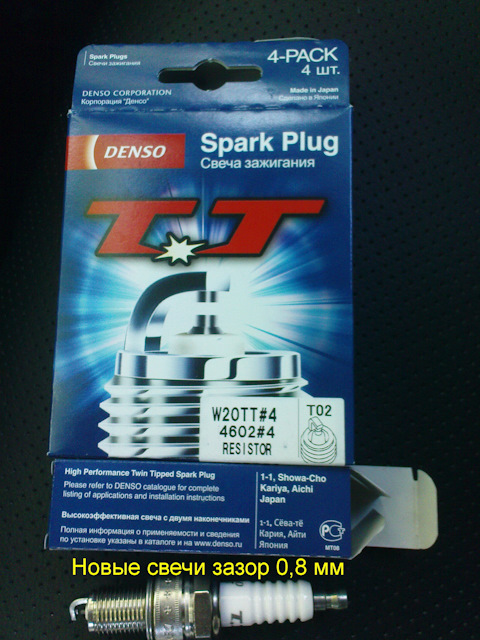 Spark Plugs
Свечи зажигания
4-PACK
4 шт.
DENSO CORPORATION
Корпорация "Денсо"
Made in Japan
Сделано в Японии
DENSO
Spark Plug
Свеча зажигания
TT
W20TT#4
4602#4
RESISTOR
T02
High Performance Twin Tipped Spark Plug
Please refer to DENSO catalogue for complete
listing of applications and installation instructions
Высокоэффективная свеча с двумя наконечниками
Полная информация о применимости и сведения
по установке указаны в каталоге и на www.denso.ru
1-1, Showa-Cho
Kariya, Aichi
Japan
1-1, Сёва-тё
Кария, Айти
Япония
МТ08
Новые свечи зазор 0,8 мм